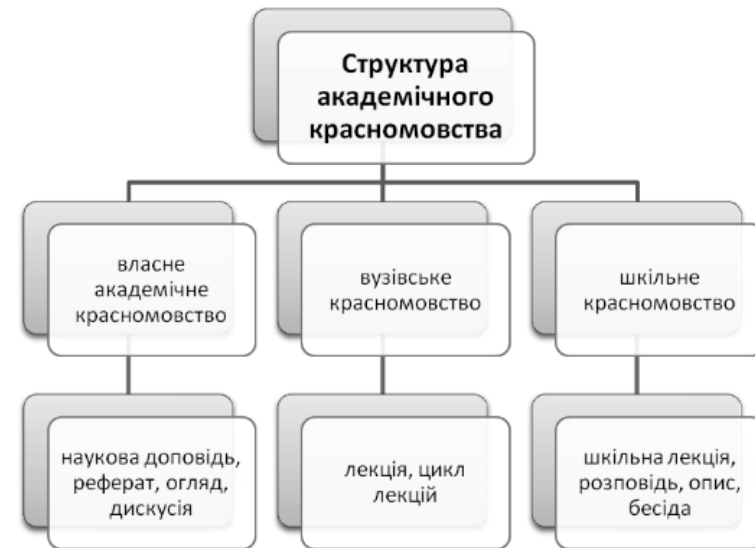 Структура
академічного
красномовства
власне
академічне
красномовство
вузівське
красномовство
шкільне
красномовство
наукова доповідь,
реферат, огляд,
дискусія
лекція, цикл
лекцій
шкільна лекція,
розповідь, опис,
бесіда